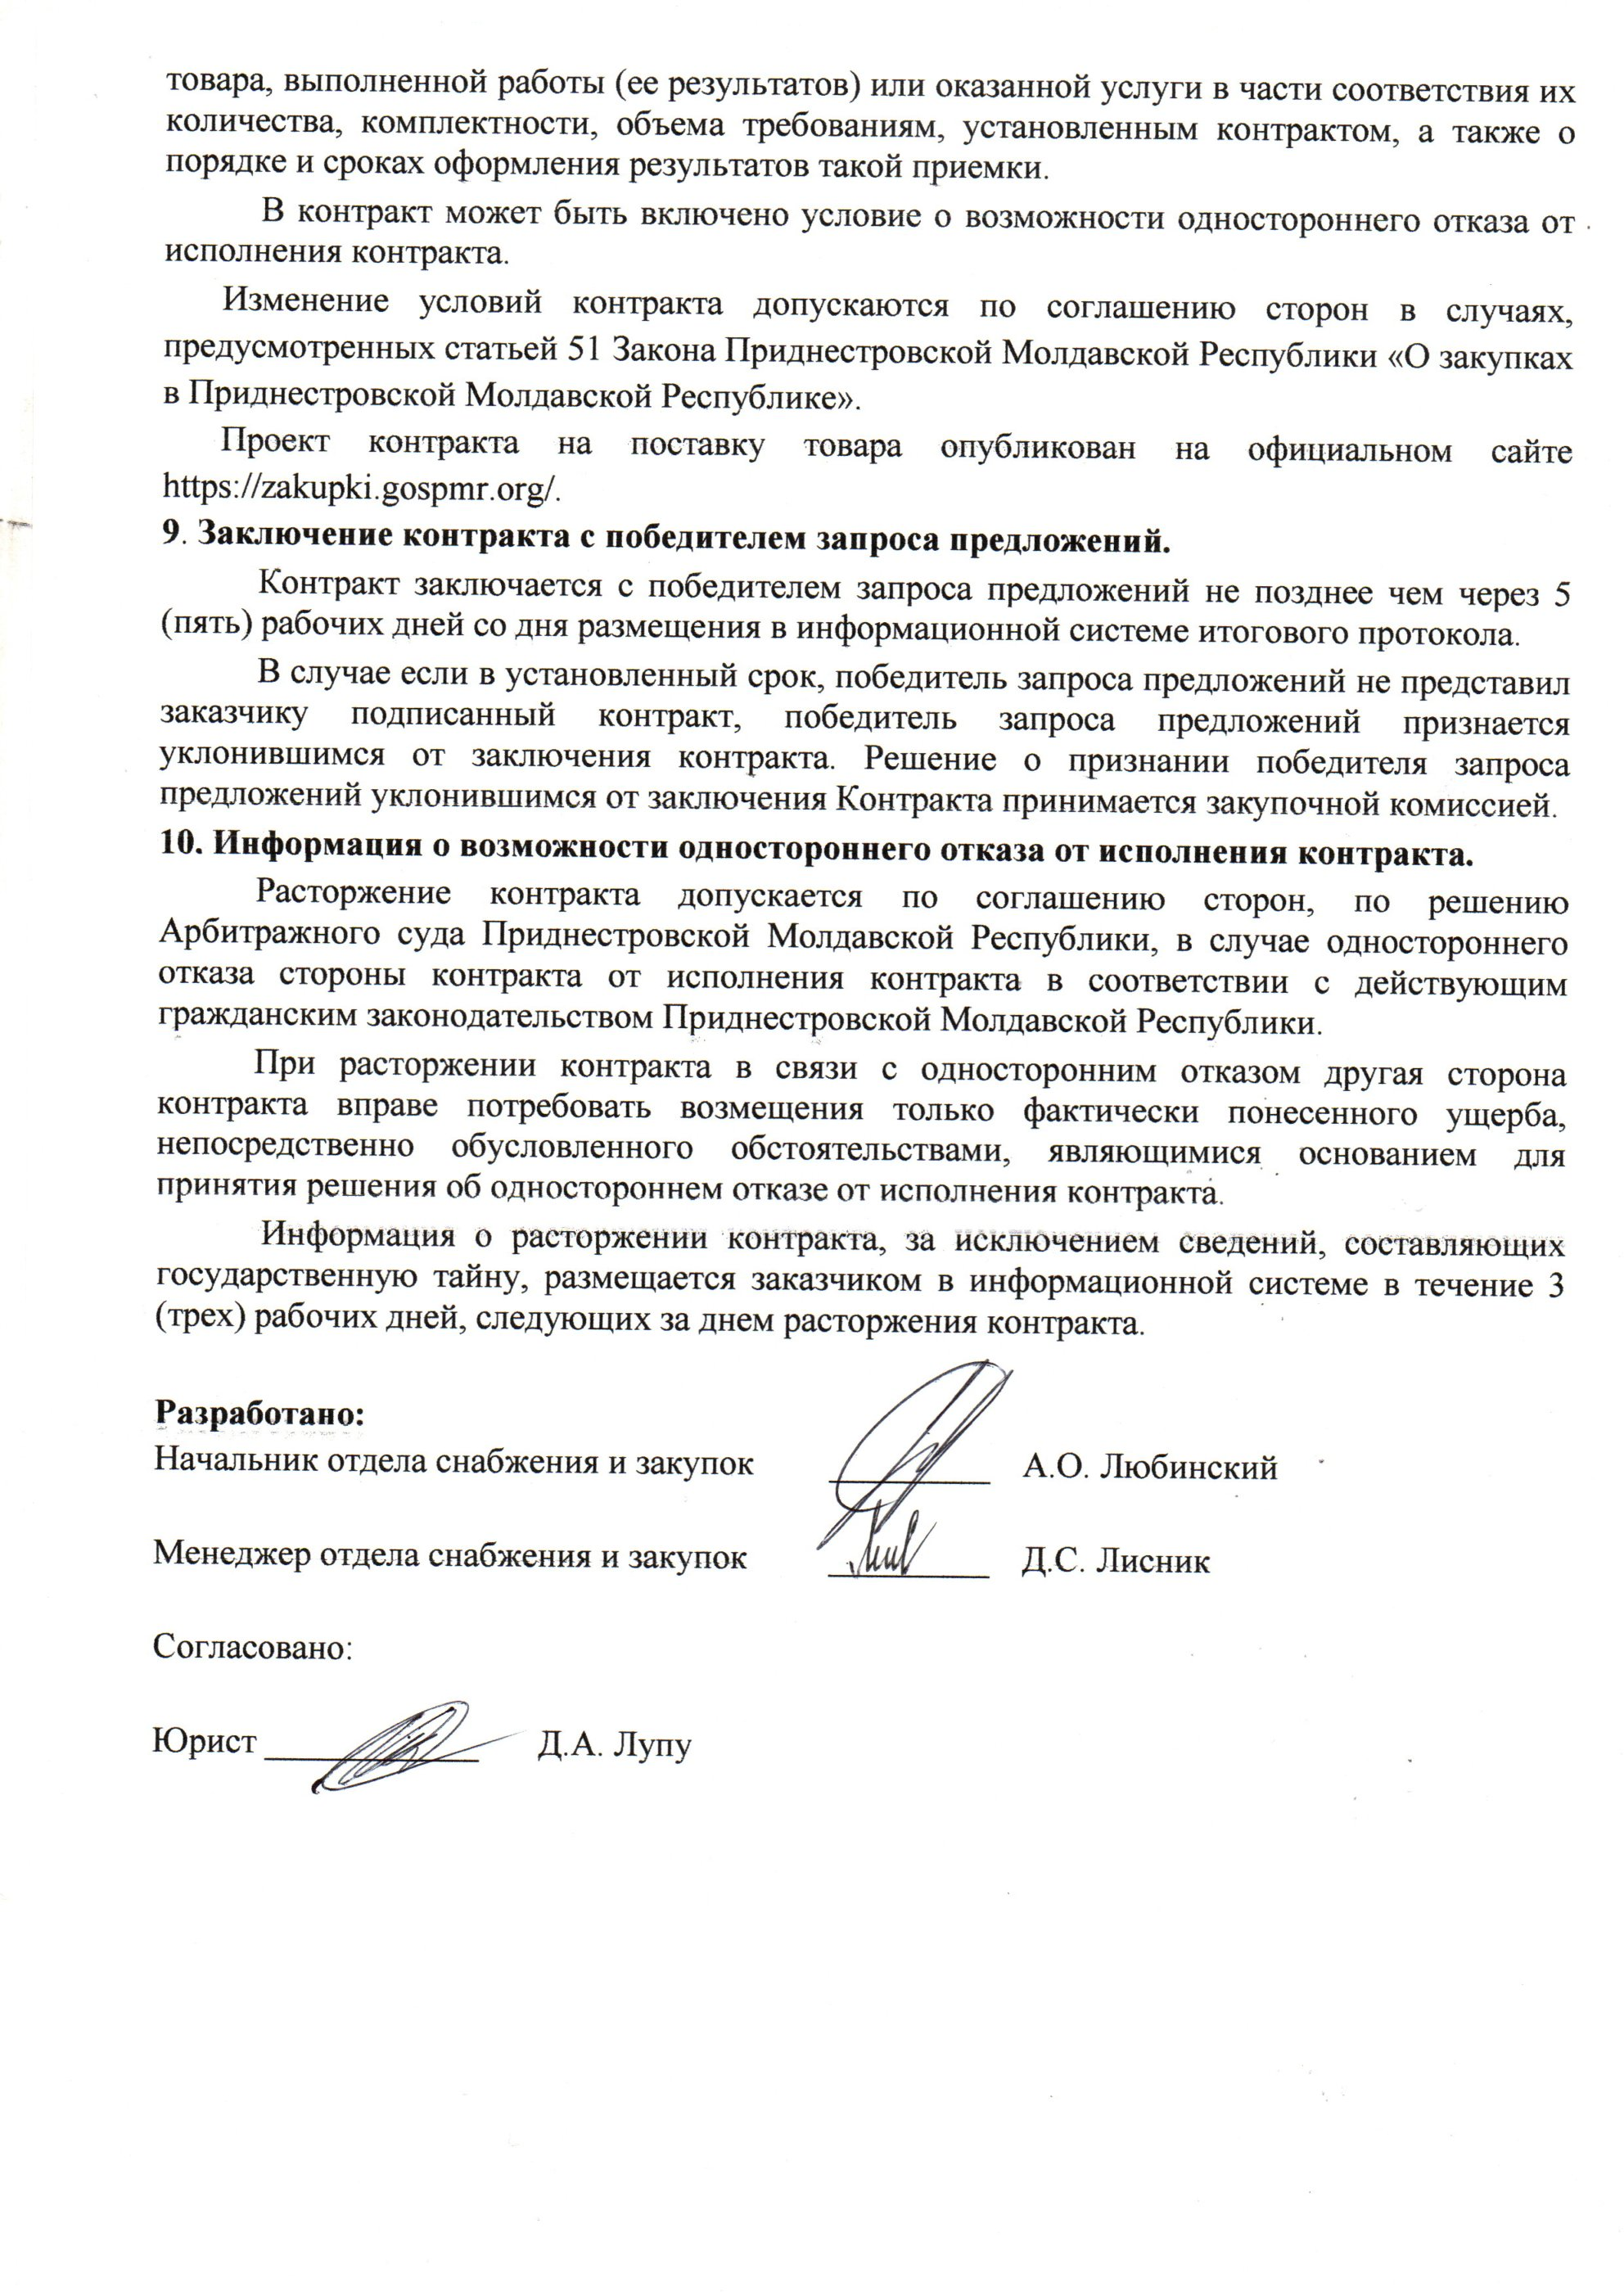 товара, выполненной работы (ее результатов) или оказанной услуги в части соответствия их
количества, комплектности, объема требованиям, установленным контрактом, а также о
порядке и сроках оформления результатов такой приемки.
В контракт может быть включено условие о возможности одностороннего отказа от
исполнения контракта.
Изменение условий контракта допускаются по соглашению сторон в случаях,
предусмотренных статьей 51 Закона Приднестровской Молдавской Республики «О закупках
в Приднестровской Молдавской Республике».
Проект контракта на поставку товара опубликован на официальном сайте
https://zakupki.gospmr.org/.
9. Заключение контракта с победителем запроса предложений.
Контракт заключается с победителем запроса предложений не позднее чем через 5
(пять) рабочих дней со дня размещения в информационной системе итогового протокола.
В случае если в установленный срок, победитель запроса предложений не представил
заказчику подписанный контракт, победитель запроса предложений признается
уклонившимся от заключения контракта. Решение о признании победителя запроса
предложений уклонившимся от заключения Контракта принимается закупочной комиссией.
10. Информация о возможности одностороннего отказа от исполнения контракта.
Расторжение контракта допускается по соглашению сторон, по решению
Арбитражного суда Приднестровской Молдавской Республики, в случае одностороннего
отказа стороны контракта от исполнения контракта в соответствии с действующим
гражданским законодательством Приднестровской Молдавской Республики.
При расторжении контракта в связи с односторонним отказом другая сторона
контракта вправе потребовать возмещения только фактически понесенного ущерба,
непосредственно обусловленного обстоятельствами, являющимися основанием для
принятия решения об одностороннем отказе от исполнения контракта.
Информация о расторжении контракта, за исключением сведений, составляющих
государственную тайну, размещается заказчиком в информационной системе в течение 3
(трех) рабочих дней, следующих за днем расторжения контракта.
Разработано:
Начальник отдела снабжения и закупок А.О. Любинский
Менеджер отдела снабжения и закупок Д.С. Лисник
Согласовано:
Юрист Д.А. Лупу